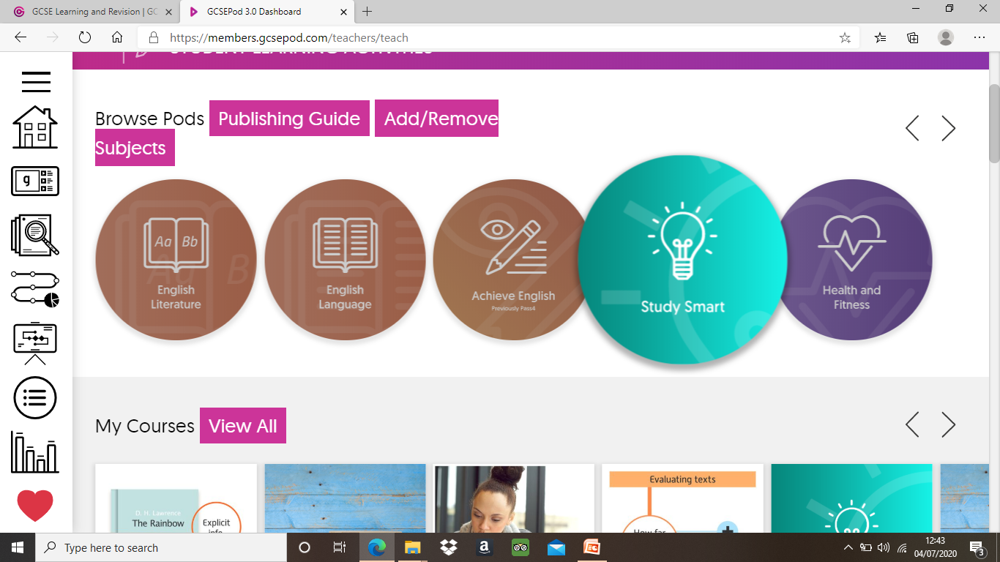 GCSE Learning and Revision | GC
GCSEPod 3.0 Dashboard
https://members.gcsepod.com/teachers/teach
STUDENT LEARNING ACTIVITIES
Browse Pods Publishing Guide Add/Remove
Subjects
g
Aa Bb
English
Literature
English
Language
Achieve English
Previously Pass4
Study Smart
Health and
Fitness
My Courses View All
D. H. Lawrence
The Rainbow
Explicit
info
Evaluating texts
How far
Type here to search
12:43
04/07/2020
3